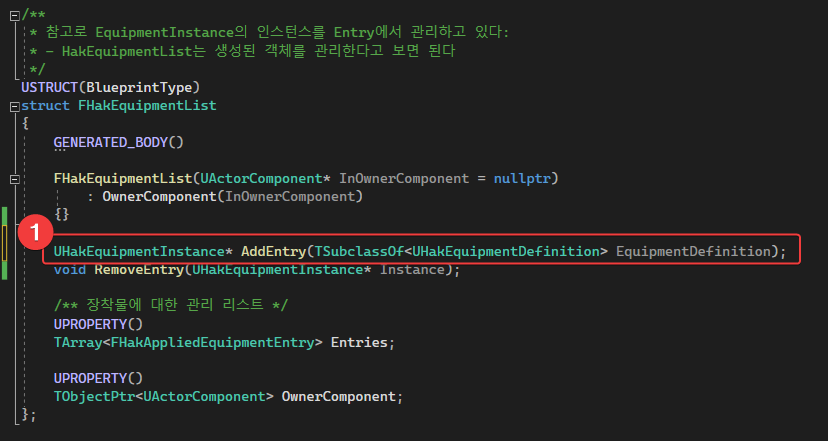 /**
 * 참고로 EquipmentInstance의 인스턴스를 Entry에서 관리하고 있다:
 * - HakEquipmentList는 생성된 객체를 관리한다고 보면 된다
 */
USTRUCT(BlueprintType)
struct FHakEquipmentList
{
    GENERATED_BODY()
    FHakEquipmentList(UActorComponent* InOwnerComponent = nullptr)
        : OwnerComponent(InOwnerComponent)
    {}
1
    UHakEquipmentInstance* AddEntry(TSubclassOf<UHakEquipmentDefinition> EquipmentDefinition);
    void RemoveEntry(UHakEquipmentInstance* Instance);
    /** 장착물에 대한 관리 리스트 */
    UPROPERTY()
    TArray<FHakAppliedEquipmentEntry> Entries;
    UPROPERTY()
    TObjectPtr<UActorComponent> OwnerComponent;
};